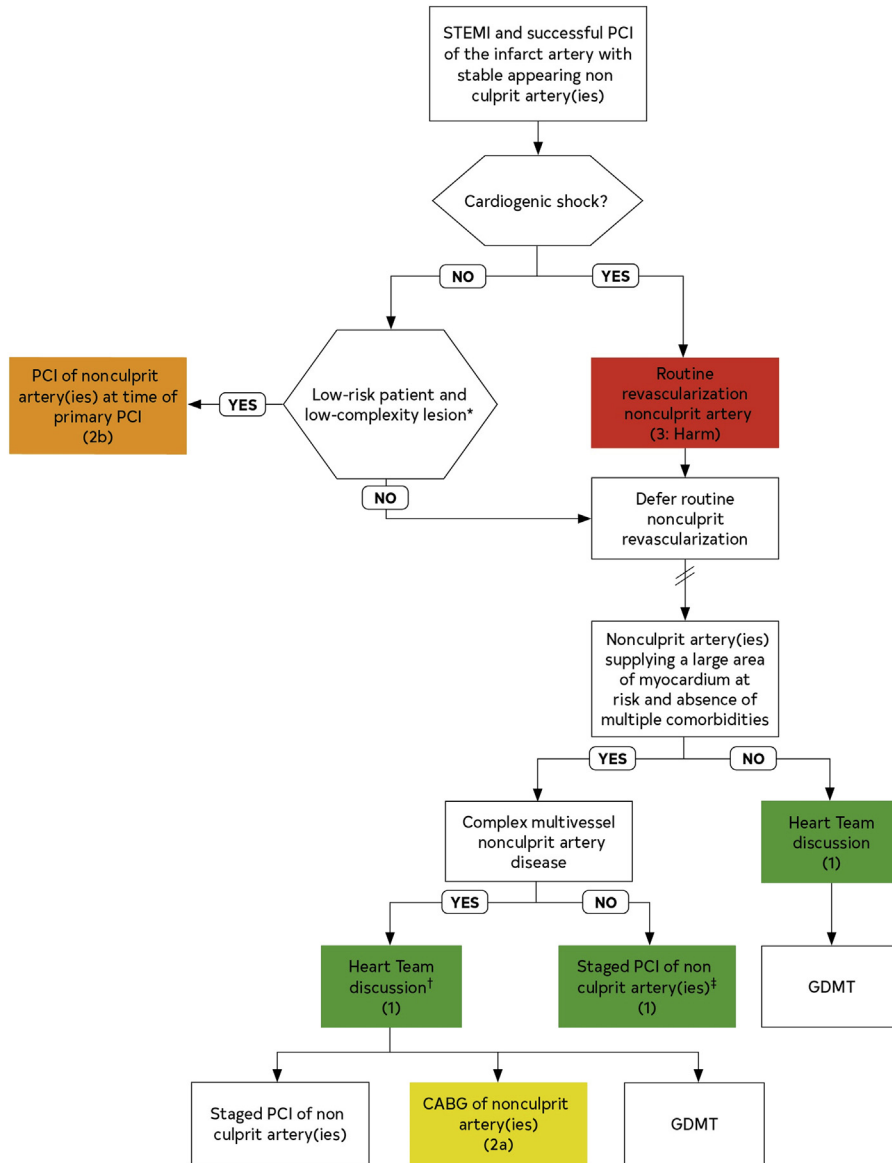 STEMI and successful PCI
of the infarct artery with
stable appearing non
culprit artery(ies)
Cardiogenic shock?
NO
YES
PCI of nonculprit
artery(ies) at time of
primary PCI
(2b)
YES
Low-risk patient and
low-complexity lesion*
Routine
revascularization
nonculprit artery
(3: Harm)
NO
Defer routine
nonculprit
revascularization
Nonculprit artery(ies)
supplying a large area
of myocardium at
risk and absence of
multiple comorbidities
YES
NO
Complex multivessel
nonculprit artery
disease
Heart Team
discussion
(1)
YES
NO
Heart Team
discussion†
(1)
Staged PCI of non
culprit artery(ies)‡
(1)
GDMT
Staged PCI of non
culprit artery(ies)
CABG of nonculprit
artery(ies)
(2a)
GDMT